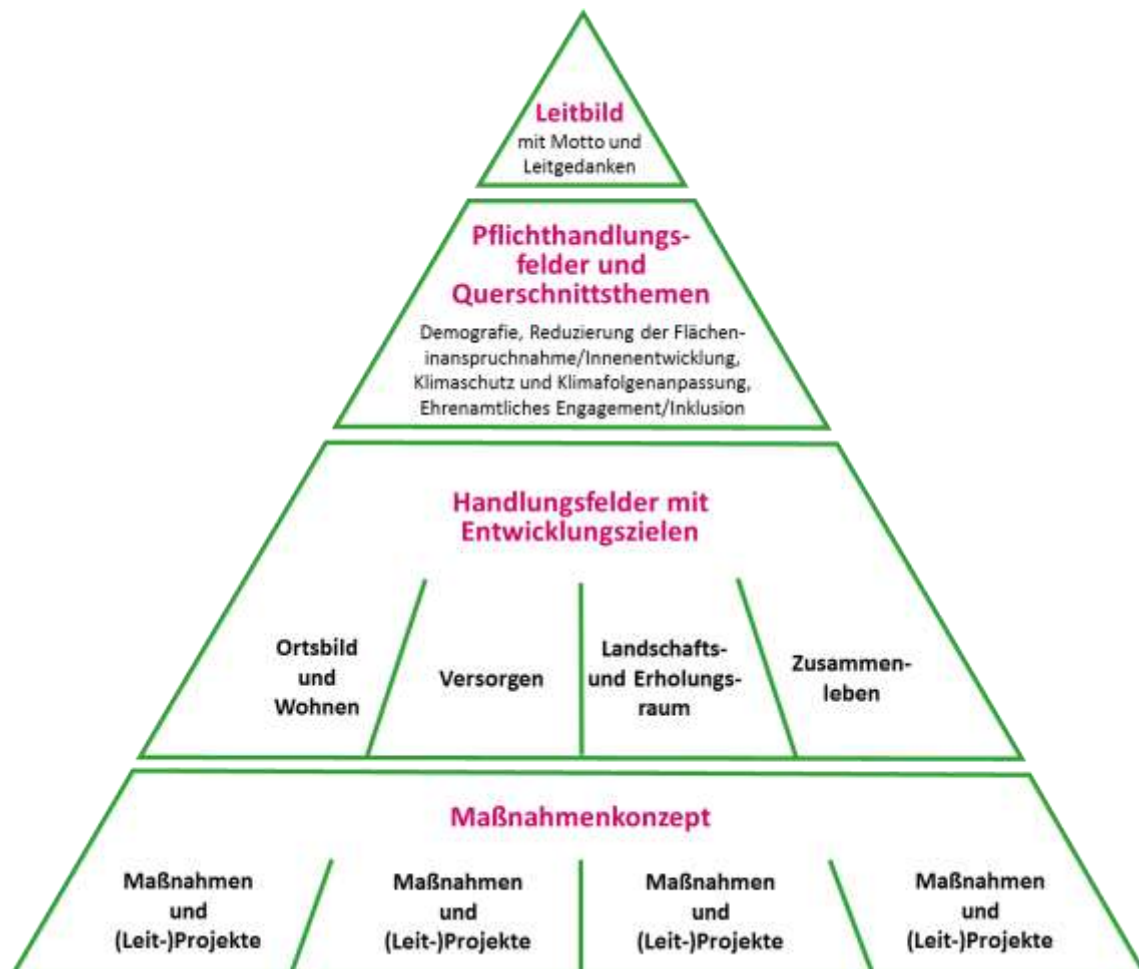 Leitbild
mit Motto und
Leitgedanken
Pflichthandlungs-
felder und
Querschnittsthemen
Demografie, Reduzierung der Flächen-
inanspruchnahme/Innenentwicklung,
Klimaschutz und Klimafolgenanpassung,
Ehrenamtliches Engagement/Inklusion
Handlungsfelder mit
Entwicklungszielen
Ortsbild
und
Wohnen
Versorgen
Landschafts-
und Erholungs-
raum
Zusammen-
leben
Maßnahmenkonzept
Maßnahmen
und
(Leit-)Projekte
Maßnahmen
und
(Leit-)Projekte
Maßnahmen
und
(Leit-)Projekte
Maßnahmen
und
(Leit-)Projekte